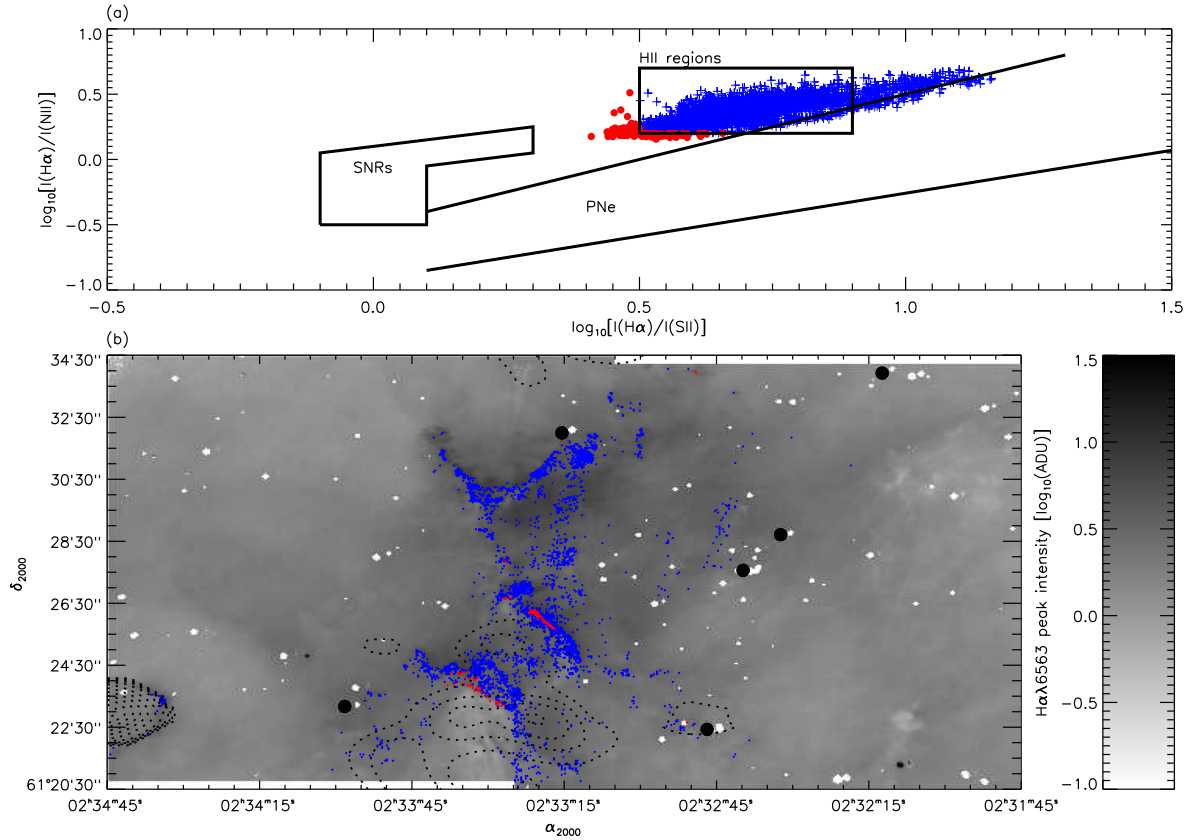 (a)
1.0
0.5
0.0
−0.5
−1.0
log₁₀[I(Hα)/I(NII)]
HII regions
SNRs
PNe
−0.5
0.0
0.5
1.0
1.5
log₁₀[I(Hα)/I(SII)]
(b)
34'30''
32'30''
30'30''
28'30''
26'30''
24'30''
22'30''
61°20'30''
δ₂₀₀₀
02ʰ34ᵐ45ˢ
02ʰ34ᵐ15ˢ
02ʰ33ᵐ45ˢ
02ʰ33ᵐ15ˢ
02ʰ32ᵐ45ˢ
02ʰ32ᵐ15ˢ
02ʰ31ᵐ45ˢ
α₂₀₀₀
Hαλ6563 peak intensity [log₁₀(ADU)]
1.5
1.0
0.5
0.0
−0.5
−1.0